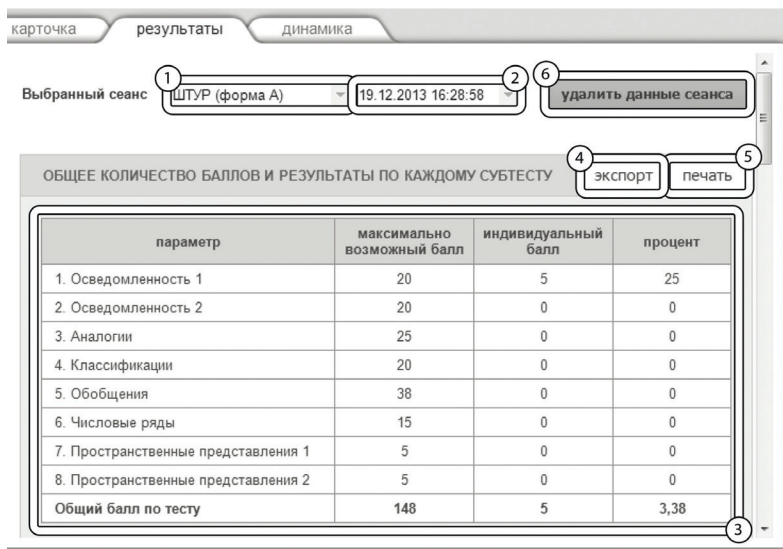 карточка результаты динамика
1 2 6
Выбранный сеанс ШТУР (форма А) 19.12.2013 16:28:58 удалить данные сеанса
4 5
ОБЩЕЕ КОЛИЧЕСТВО БАЛЛОВ И РЕЗУЛЬТАТЫ ПО КАЖДОМУ СУБТЕСТУ экспорт печать
параметр максимально возможный балл индивидуальный балл процент
1. Осведомленность 1 20 5 25
2. Осведомленность 2 20 0 0
3. Аналогии 25 0 0
4. Классификации 20 0 0
5. Обобщения 38 0 0
6. Числовые ряды 15 0 0
7. Пространственные представления 1 5 0 0
8. Пространственные представления 2 5 0 0
Общий балл по тесту 148 5 3,38
3